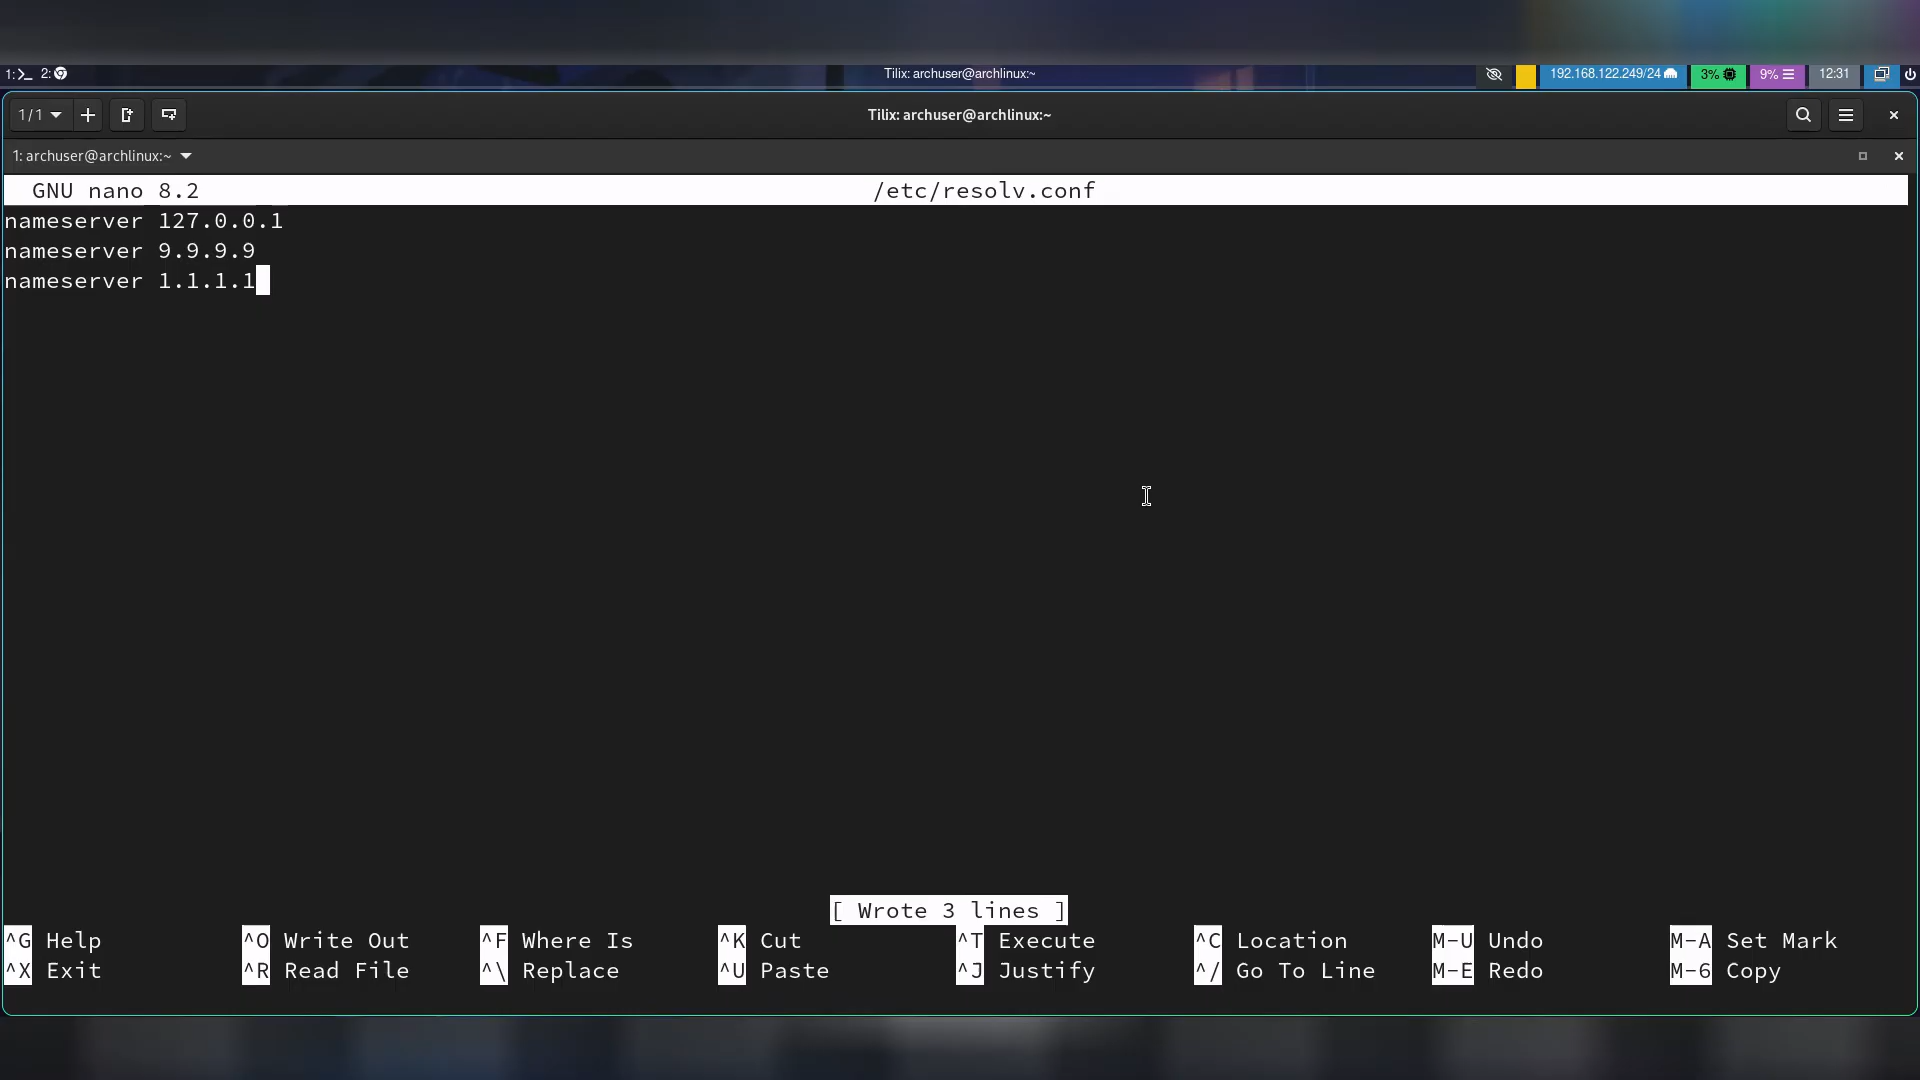 1: 2: Tilix: archuser@archlinux:~ 192.168.122.249/24 3% 9% 12:31
1/1 Tilix: archuser@archlinux:~
1: archuser@archlinux:~
GNU nano 8.2 /etc/resolv.conf
nameserver 127.0.0.1
nameserver 9.9.9.9
nameserver 1.1.1.1
[ Wrote 3 lines ]
^G Help ^O Write Out ^F Where Is ^K Cut ^T Execute ^C Location M-U Undo M-A Set Mark
^X Exit ^R Read File ^\ Replace ^U Paste ^J Justify ^/ Go To Line M-E Redo M-6 Copy